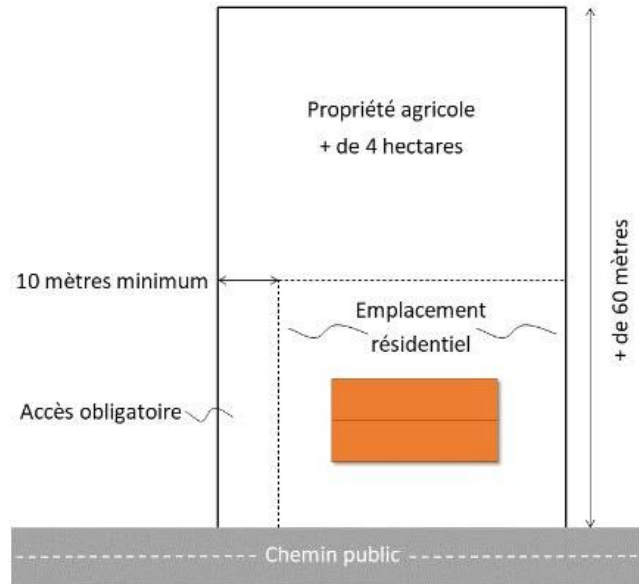 Propriété agricole
+ de 4 hectares
+ de 60 mètres
10 mètres minimum
Emplacement
résidentiel
Accès obligatoire
Chemin public